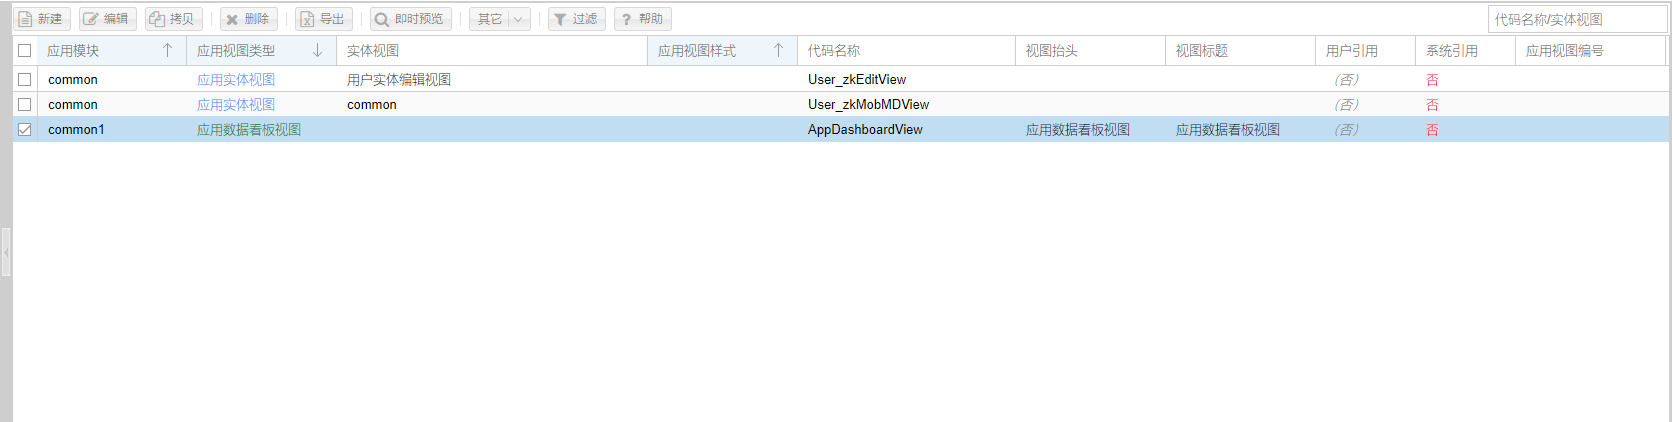 新建 编辑 拷贝 删除 导出 即时预览 其它 过滤 ? 帮助 代码名称/实体视图
应用模块 应用视图类型 实体视图 应用视图样式 代码名称 视图抬头 视图标题 用户引用 系统引用 应用视图编号
common 应用实体视图 用户实体编辑视图 User_zkEditView （否） 否
common 应用实体视图 common User_zkMobMDView （否） 否
common1 应用数据看板视图 AppDashboardView 应用数据看板视图 应用数据看板视图 （否） 否